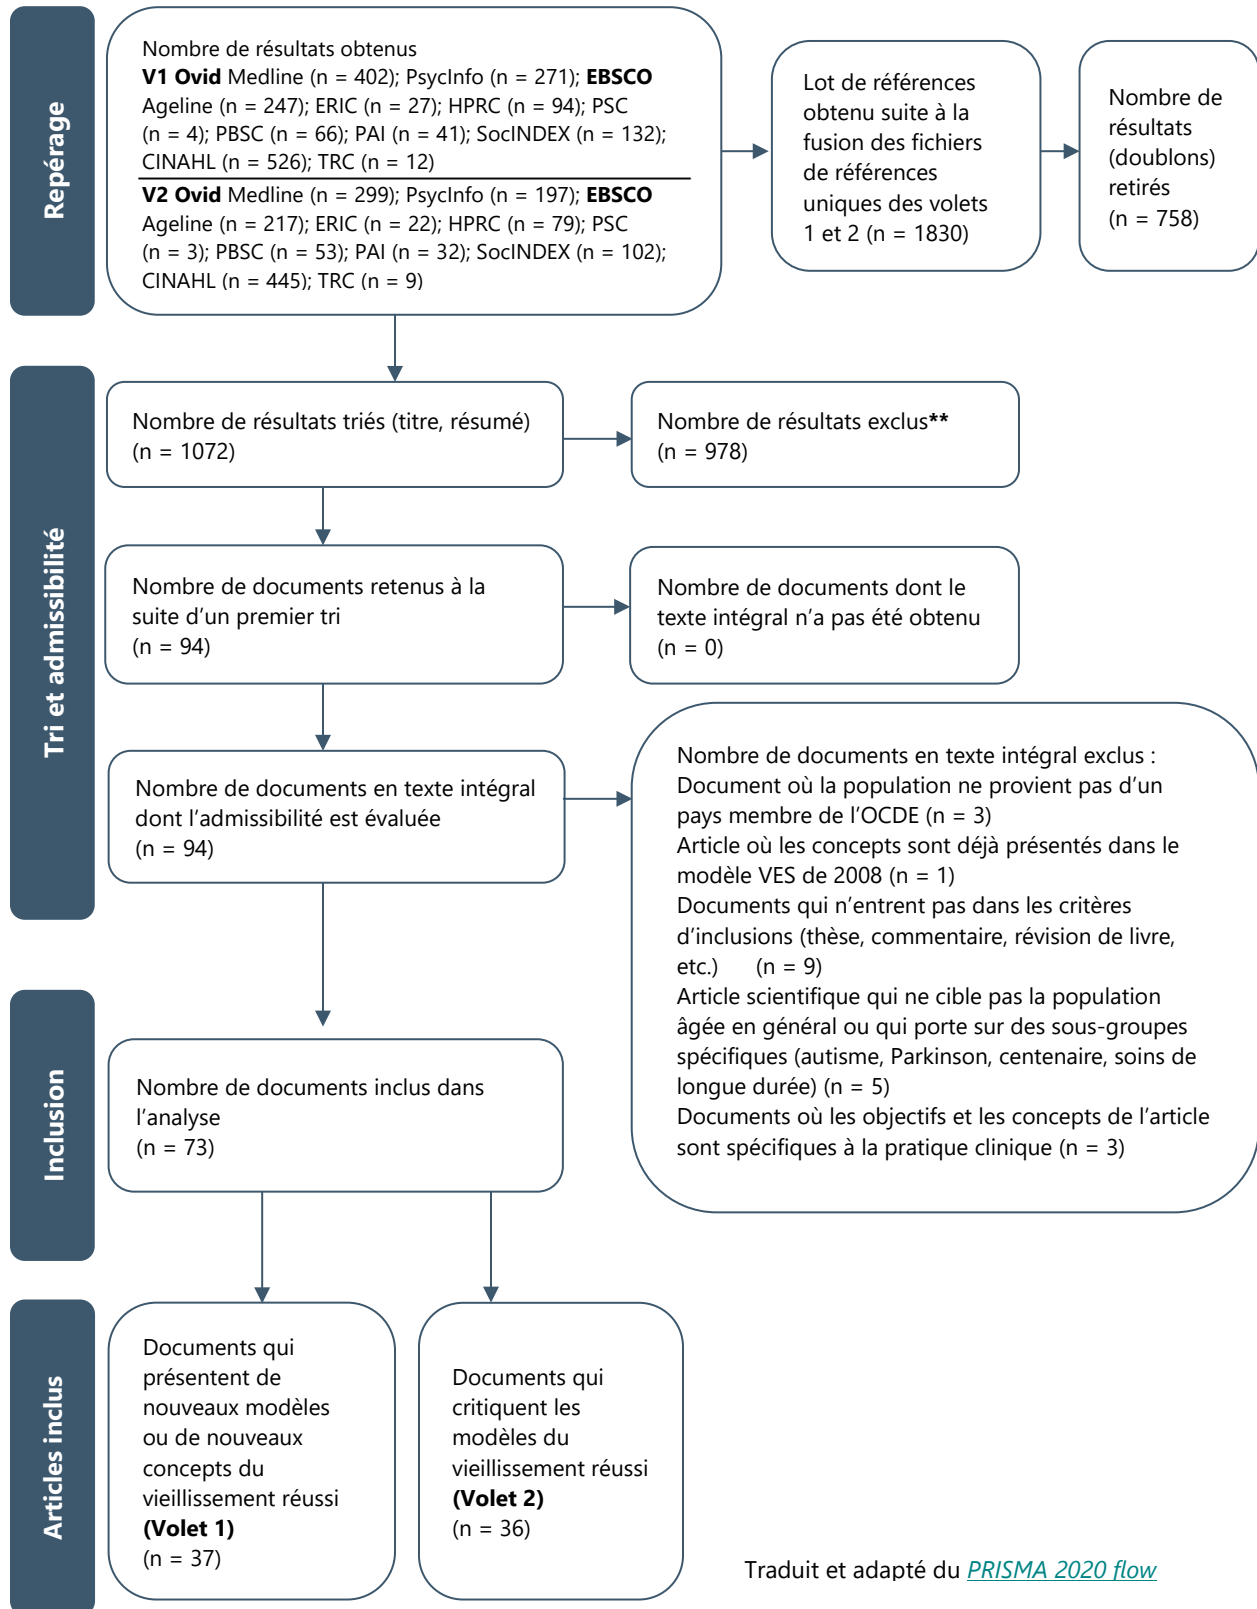 Repérage
Nombre de résultats obtenus
V1 Ovid Medline (n = 402); PsycInfo (n = 271); EBSCO
Ageline (n = 247); ERIC (n = 27); HPRC (n = 94); PSC
(n = 4); PBSC (n = 66); PAI (n = 41); SocINDEX (n = 132);
CINAHL (n = 526); TRC (n = 12)
V2 Ovid Medline (n = 299); PsycInfo (n = 197); EBSCO
Ageline (n = 217); ERIC (n = 22); HPRC (n = 79); PSC
(n = 3); PBSC (n = 53); PAI (n = 32); SocINDEX (n = 102);
CINAHL (n = 445); TRC (n = 9)
Lot de références
obtenu suite à la
fusion des fichiers
de références
uniques des volets
1 et 2 (n = 1830)
Nombre de
résultats
(doublons)
retirés
(n = 758)
Tri et admissibilité
Nombre de résultats triés (titre, résumé)
(n = 1072)
Nombre de résultats exclus**
(n = 978)
Nombre de documents retenus à la
suite d'un premier tri
(n = 94)
Nombre de documents dont le
texte intégral n'a pas été obtenu
(n = 0)
Nombre de documents en texte intégral
dont l'admissibilité est évaluée
(n = 94)
Nombre de documents en texte intégral exclus :
Document où la population ne provient pas d'un
pays membre de l'OCDE (n = 3)
Article où les concepts sont déjà présentés dans le
modèle VES de 2008 (n = 1)
Documents qui n'entrent pas dans les critères
d'inclusions (thèse, commentaire, révision de livre,
etc.) (n = 9)
Article scientifique qui ne cible pas la population
âgée en général ou qui porte sur des sous-groupes
spécifiques (autisme, Parkinson, centenaire, soins de
longue durée) (n = 5)
Documents où les objectifs et les concepts de l'article
sont spécifiques à la pratique clinique (n = 3)
Inclusion
Nombre de documents inclus dans
l'analyse
(n = 73)
Articles inclus
Documents qui
présentent de
nouveaux modèles
ou de nouveaux
concepts du
vieillissement réussi
(Volet 1)
(n = 37)
Documents qui
critiquent les
modèles du
vieillissement réussi
(Volet 2)
(n = 36)
Traduit et adapté du PRISMA 2020 flow